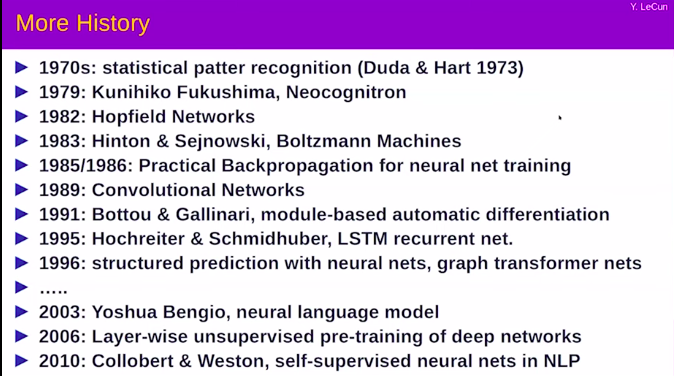 Y. LeCun
More History
1970s: statistical patter recognition (Duda & Hart 1973)
1979: Kunihiko Fukushima, Neocognitron
1982: Hopfield Networks
1983: Hinton & Sejnowski, Boltzmann Machines
1985/1986: Practical Backpropagation for neural net training
1989: Convolutional Networks
1991: Bottou & Gallinari, module-based automatic differentiation
1995: Hochreiter & Schmidhuber, LSTM recurrent net.
1996: structured prediction with neural nets, graph transformer nets
…..
2003: Yoshua Bengio, neural language model
2006: Layer-wise unsupervised pre-training of deep networks
2010: Collobert & Weston, self-supervised neural nets in NLP